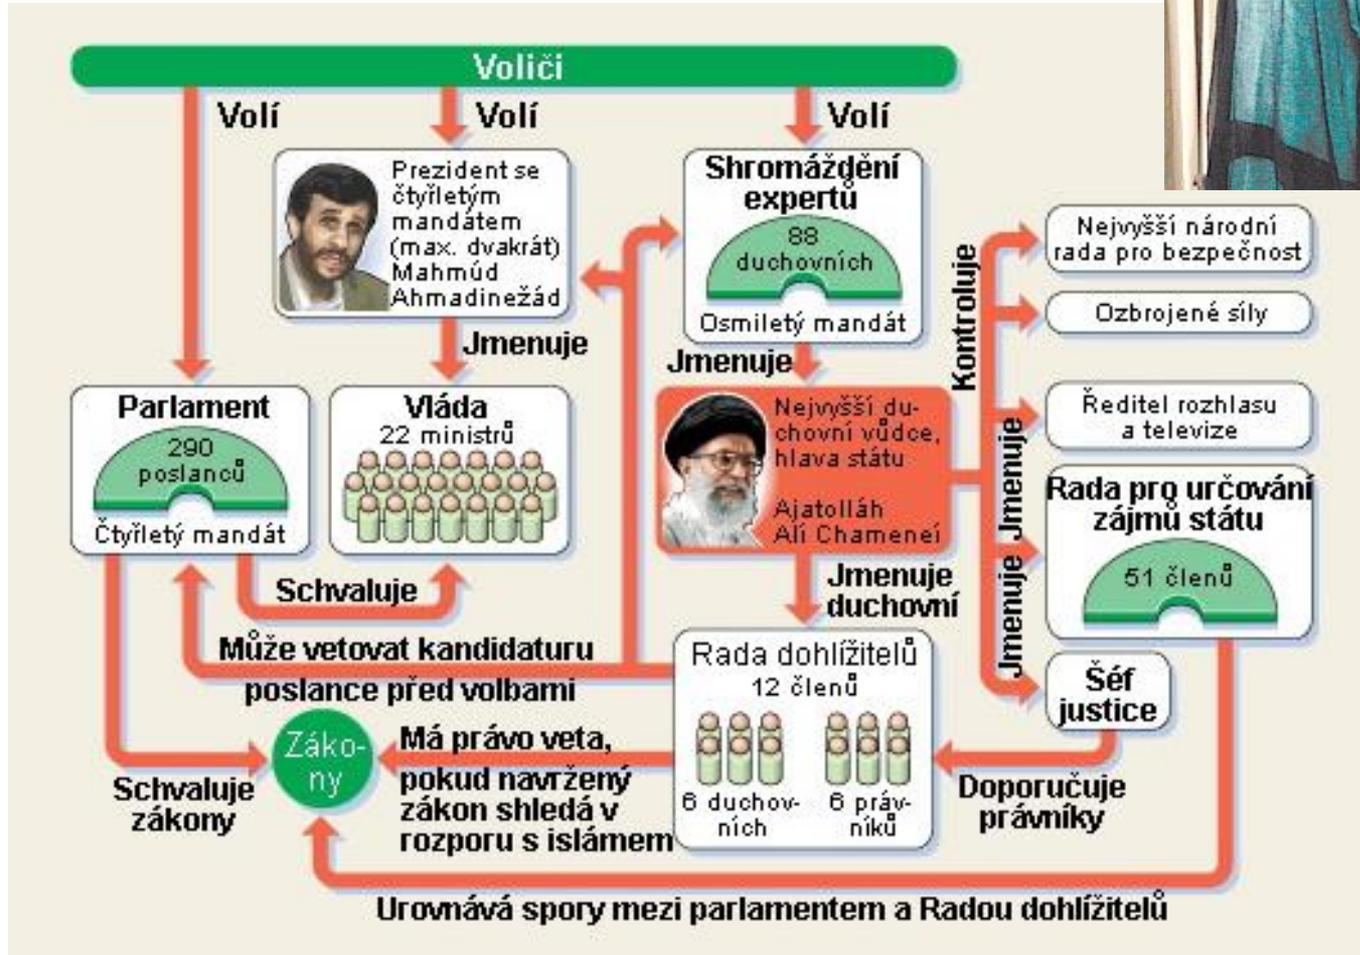 Voliči
Volí
Volí
Volí
Prezident se
čtyřletým
mandátem
(max. dvakrát)
Mahmúd
Ahmadinežád
Shromáždění
expertů
88
duchovních
Osmiletý mandát
Nejvyšší národní
rada pro bezpečnost
Kontroluje
Ozbrojené síly
Jmenuje
Jmenuje
Parlament
290
poslanců
Čtyřletý mandát
Vláda
22 ministrů
Nejvyšší du-
chovní vůdce,
hlava státu
Ajatolláh
Alí Chameneí
Ředitel rozhlasu
a televize
Jmenuje
Rada pro určování
zájmů státu
51 členů
Schvaluje
Jmenuje
duchovní
Jmenuje
Může vetovat kandidaturu
poslance před volbami
Rada dohlížitelů
12 členů
6 duchov-
ních
6 práv-
níků
Šéf
justice
Záko-
ny
Má právo veta,
pokud navržený
zákon shledá v
rozporu s islámem
Schvaluje
zákony
Doporučuje
právníky
Urovnává spory mezi parlamentem a Radou dohlížitelů